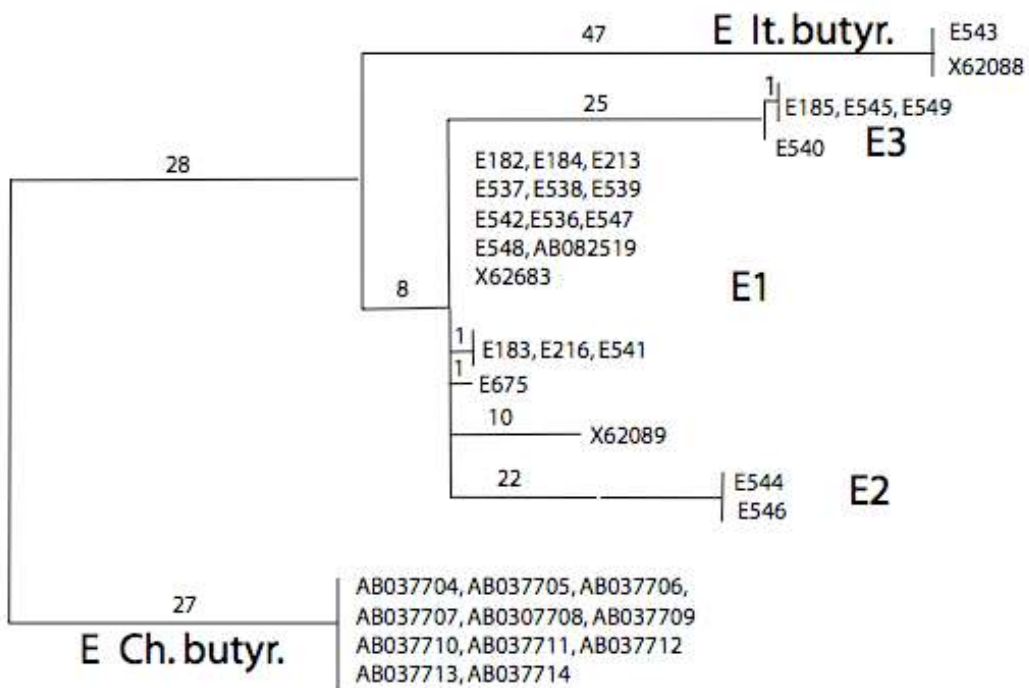 47
E It. butyr.
E543
X62088
1
25
E185, E545, E549
E540
E3
28
E182, E184, E213
E537, E538, E539
E542, E536, E547
E548, AB082519
X62683
E1
8
1
E183, E216, E541
1
E675
10
X62089
22
E544
E546
E2
27
E Ch. butyr.
AB037704, AB037705, AB037706,
AB037707, AB0307708, AB037709
AB037710, AB037711, AB037712
AB037713, AB037714